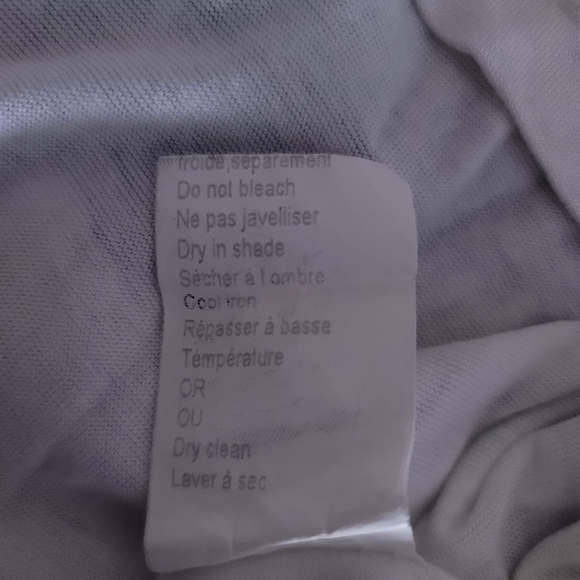 froide,séparément
Do not bleach
Ne pas javelliser
Dry in shade
Sécher à l ombre
Cool iron
Répasser à basse
Température
OR
OU
Dry clean
Laver à sec